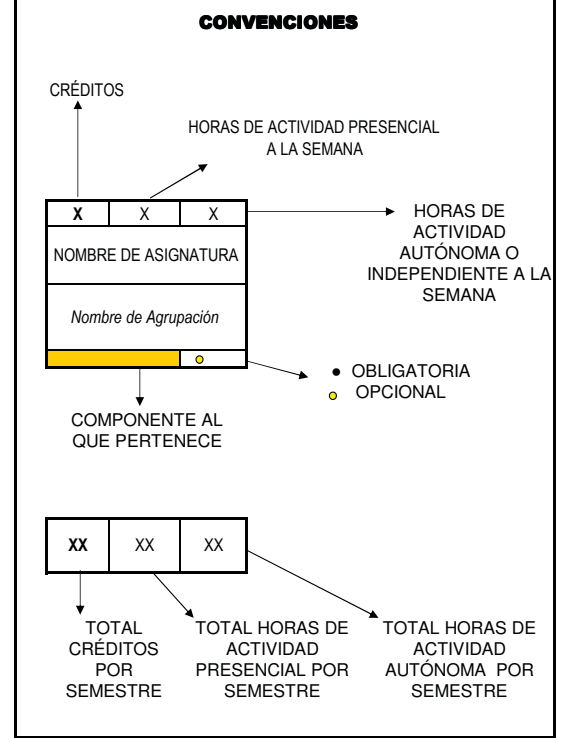 CONVENCIONES
CRÉDITOS
HORAS DE ACTIVIDAD PRESENCIAL
A LA SEMANA
X X X
HORAS DE
ACTIVIDAD
AUTÓNOMA O
INDEPENDIENTE A LA
SEMANA
NOMBRE DE ASIGNATURA
Nombre de Agrupación
OBLIGATORIA
OPCIONAL
COMPONENTE AL
QUE PERTENECE
XX XX XX
TOTAL
CRÉDITOS
POR
SEMESTRE
TOTAL HORAS DE
ACTIVIDAD
PRESENCIAL POR
SEMESTRE
TOTAL HORAS DE
ACTIVIDAD
AUTÓNOMA POR
SEMESTRE